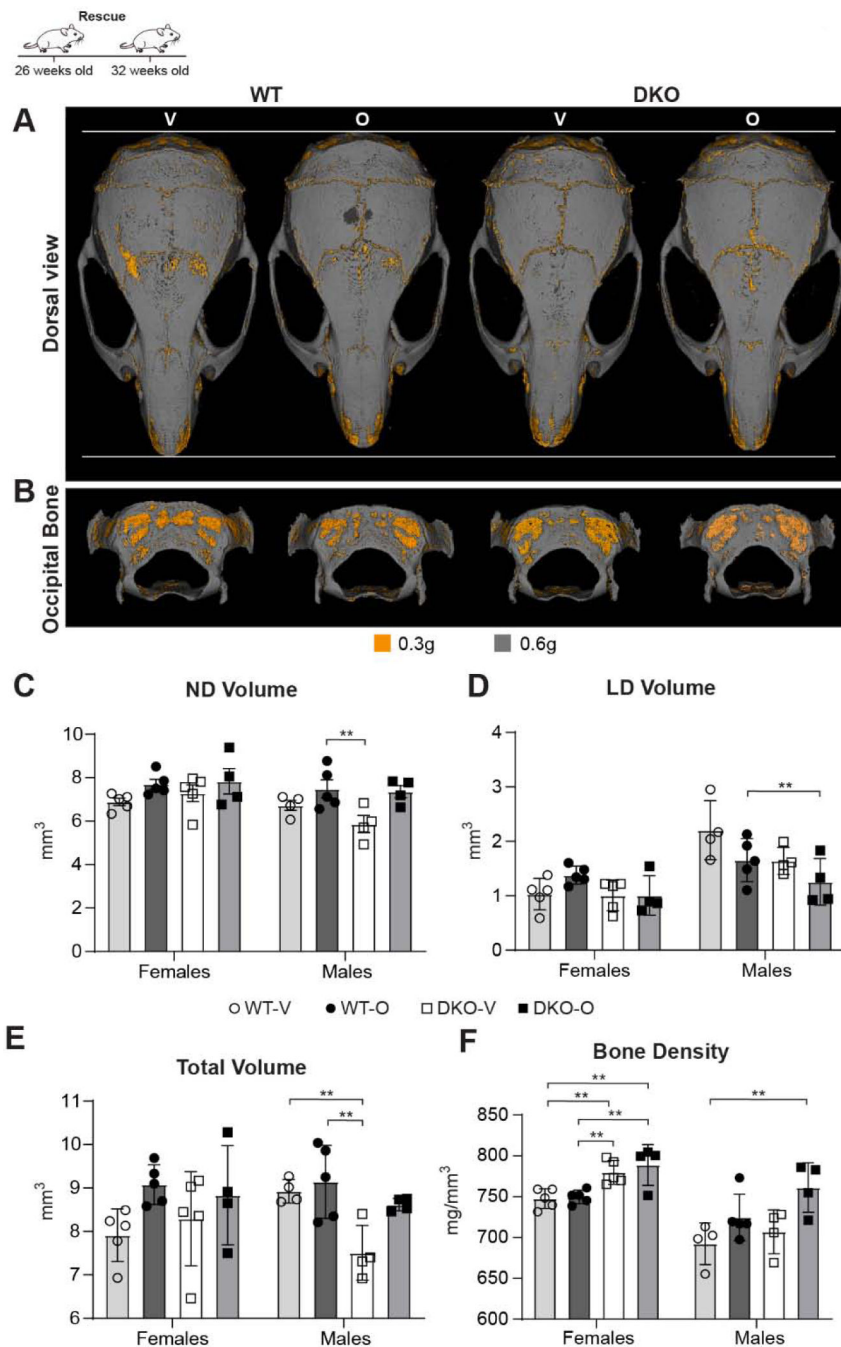 Rescue
26 weeks old 32 weeks old
WT DKO
A V O V O
Dorsal view
B
Occipital Bone
0.3g 0.6g
C ND Volume
mm3
10
8
6
4
2
0
**
Females Males
D LD Volume
mm3
4
3
2
1
0
**
Females Males
WT-V WT-O DKO-V DKO-O
E Total Volume
mm3
11
10
9
8
7
6
**
**
Females Males
F Bone Density
mg/mm3
850
800
750
700
650
600
**
**
**
**
**
Females Males